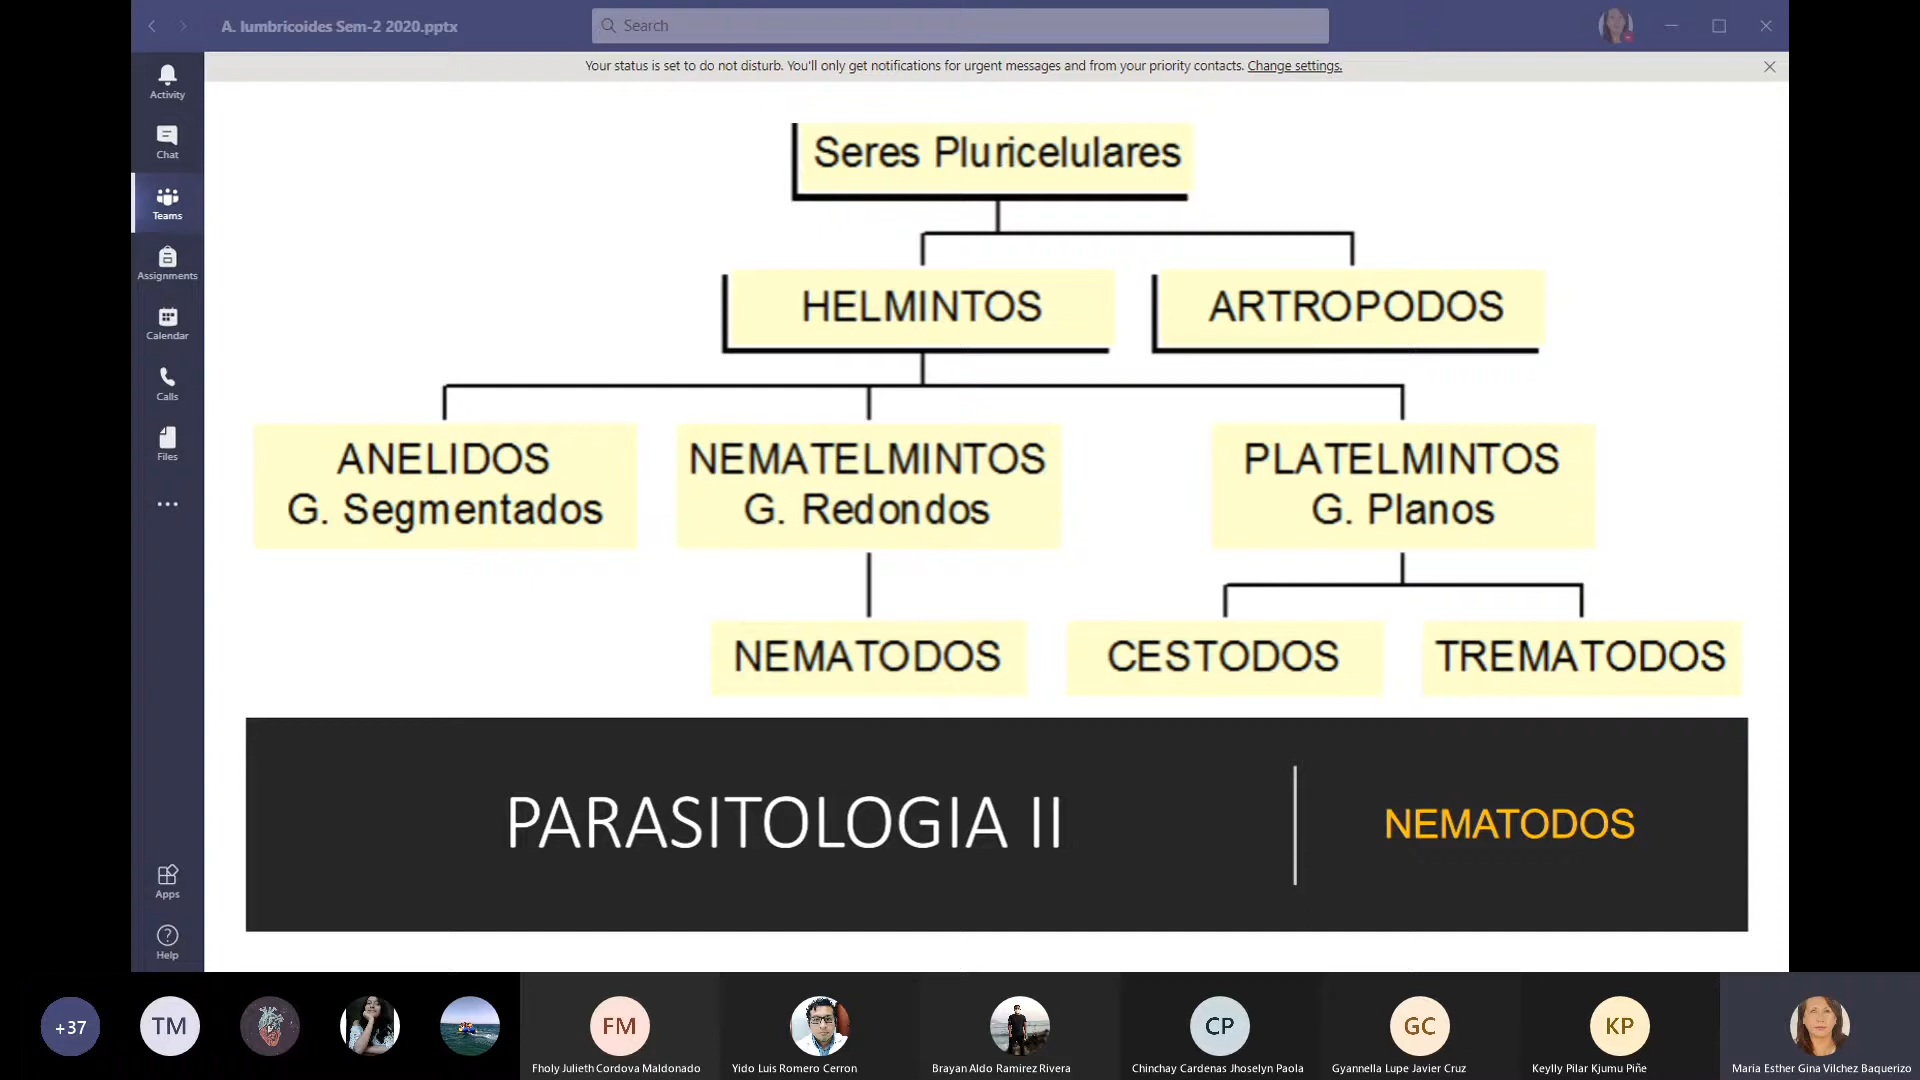 A. lumbricoides Sem-2 2020.pptx
Search
Your status is set to do not disturb. You'll only get notifications for urgent messages and from your priority contacts. Change settings.
Activity
Chat
Teams
Assignments
Calendar
Calls
Files
Apps
Help
Seres Pluricelulares
HELMINTOS
ARTROPODOS
ANELIDOS
G. Segmentados
NEMATELMINTOS
G. Redondos
PLATELMINTOS
G. Planos
NEMATODOS
CESTODOS
TREMATODOS
PARASITOLOGIA II
NEMATODOS
+37
TM
FM
CP
GC
KP
Fholy Julieth Cordova Maldonado
Yido Luis Romero Cerron
Brayan Aldo Ramirez Rivera
Chinchay Cardenas Jhoselyn Paola
Gyannella Lupe Javier Cruz
Keylly Pilar Kjumu Piñe
Maria Esther Gina Vilchez Baquerizo